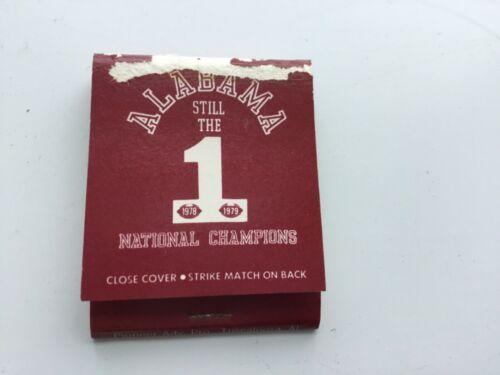 ALABAMA
STILL
THE
1
1978 1979
NATIONAL CHAMPIONS
CLOSE COVER ● STRIKE MATCH ON BACK